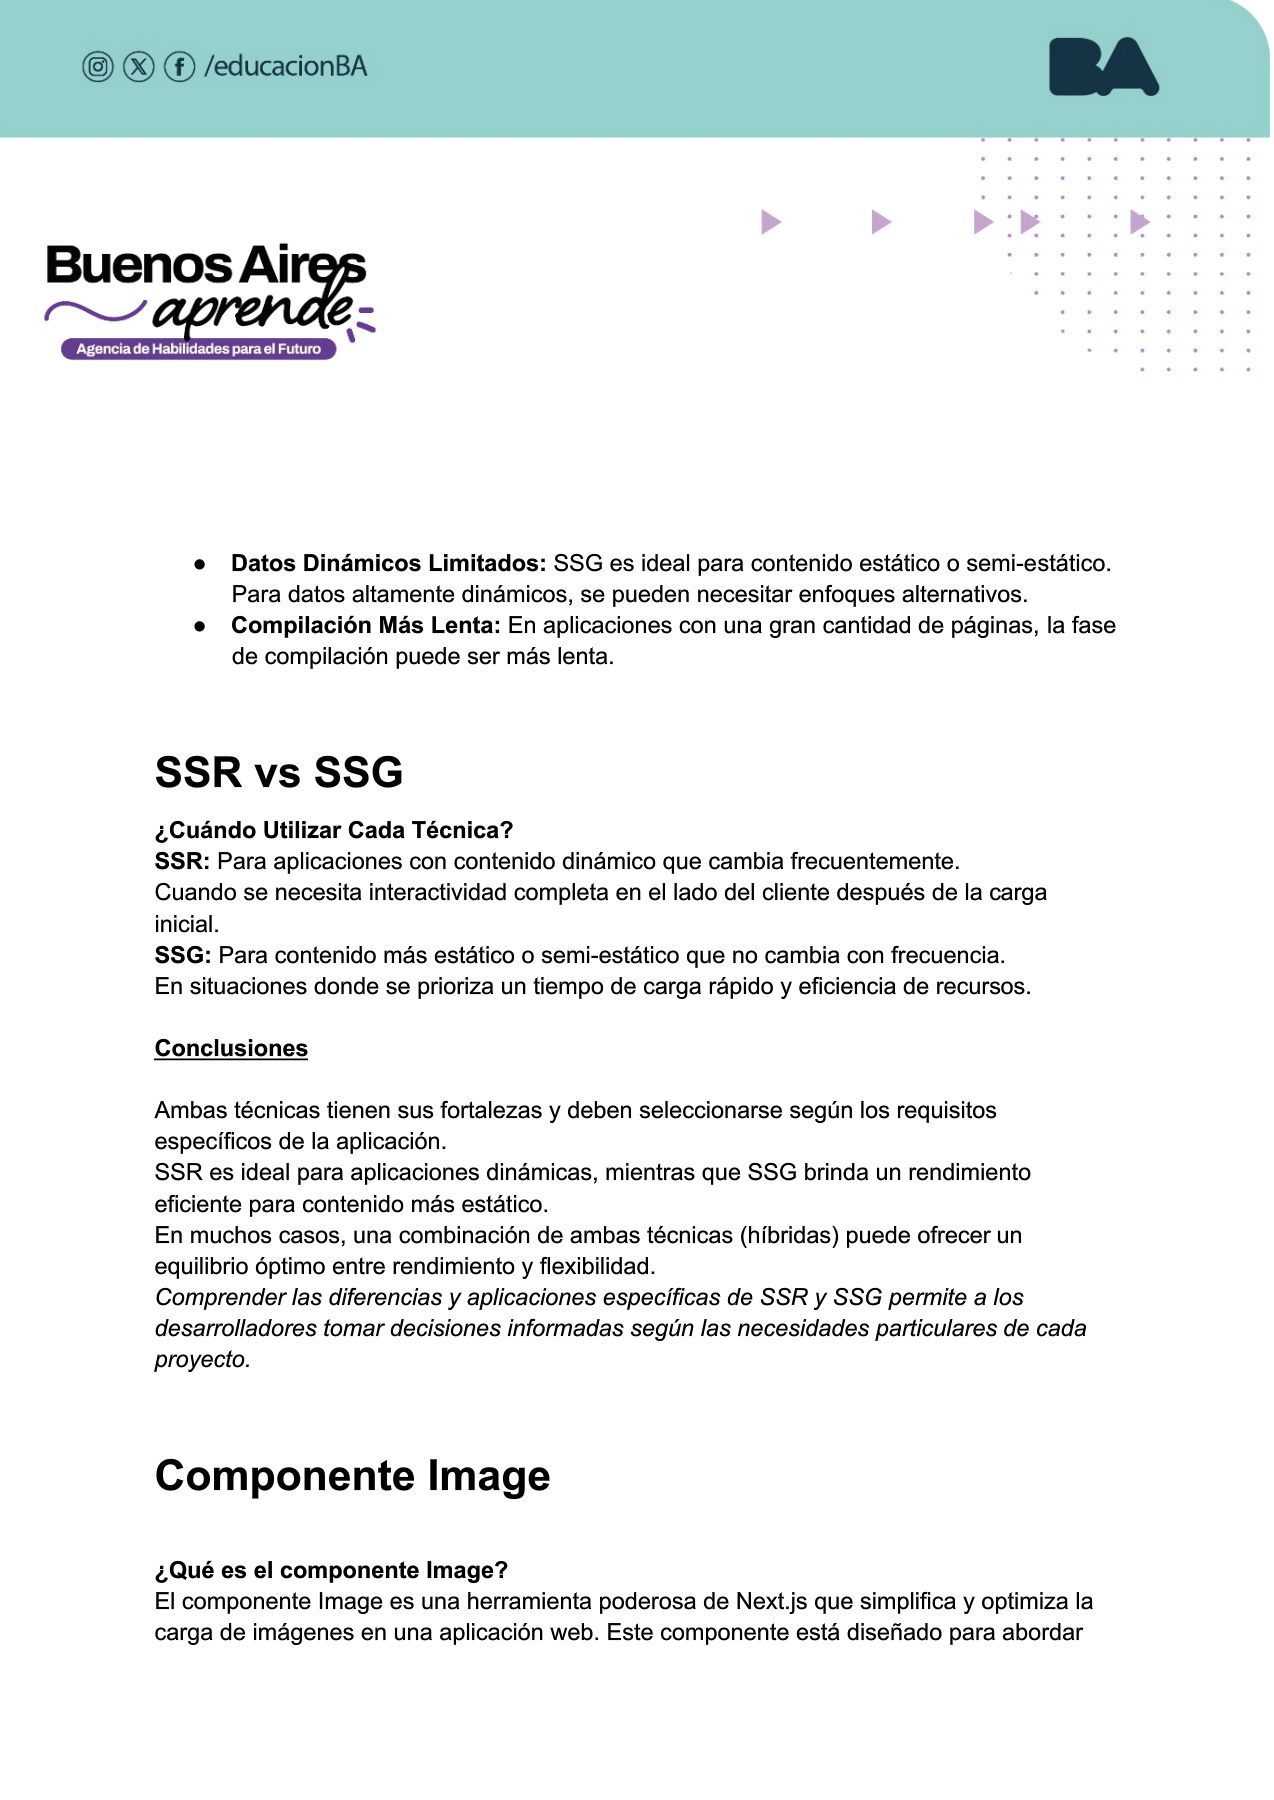 /educacionBA
BA
Buenos Aires
aprende
Agencia de Habilidades para el Futuro
● Datos Dinámicos Limitados: SSG es ideal para contenido estático o semi-estático.
Para datos altamente dinámicos, se pueden necesitar enfoques alternativos.
● Compilación Más Lenta: En aplicaciones con una gran cantidad de páginas, la fase
de compilación puede ser más lenta.
SSR vs SSG
¿Cuándo Utilizar Cada Técnica?
SSR: Para aplicaciones con contenido dinámico que cambia frecuentemente.
Cuando se necesita interactividad completa en el lado del cliente después de la carga
inicial.
SSG: Para contenido más estático o semi-estático que no cambia con frecuencia.
En situaciones donde se prioriza un tiempo de carga rápido y eficiencia de recursos.
Conclusiones
Ambas técnicas tienen sus fortalezas y deben seleccionarse según los requisitos
específicos de la aplicación.
SSR es ideal para aplicaciones dinámicas, mientras que SSG brinda un rendimiento
eficiente para contenido más estático.
En muchos casos, una combinación de ambas técnicas (híbridas) puede ofrecer un
equilibrio óptimo entre rendimiento y flexibilidad.
Comprender las diferencias y aplicaciones específicas de SSR y SSG permite a los
desarrolladores tomar decisiones informadas según las necesidades particulares de cada
proyecto.
Componente Image
¿Qué es el componente Image?
El componente Image es una herramienta poderosa de Next.js que simplifica y optimiza la
carga de imágenes en una aplicación web. Este componente está diseñado para abordar